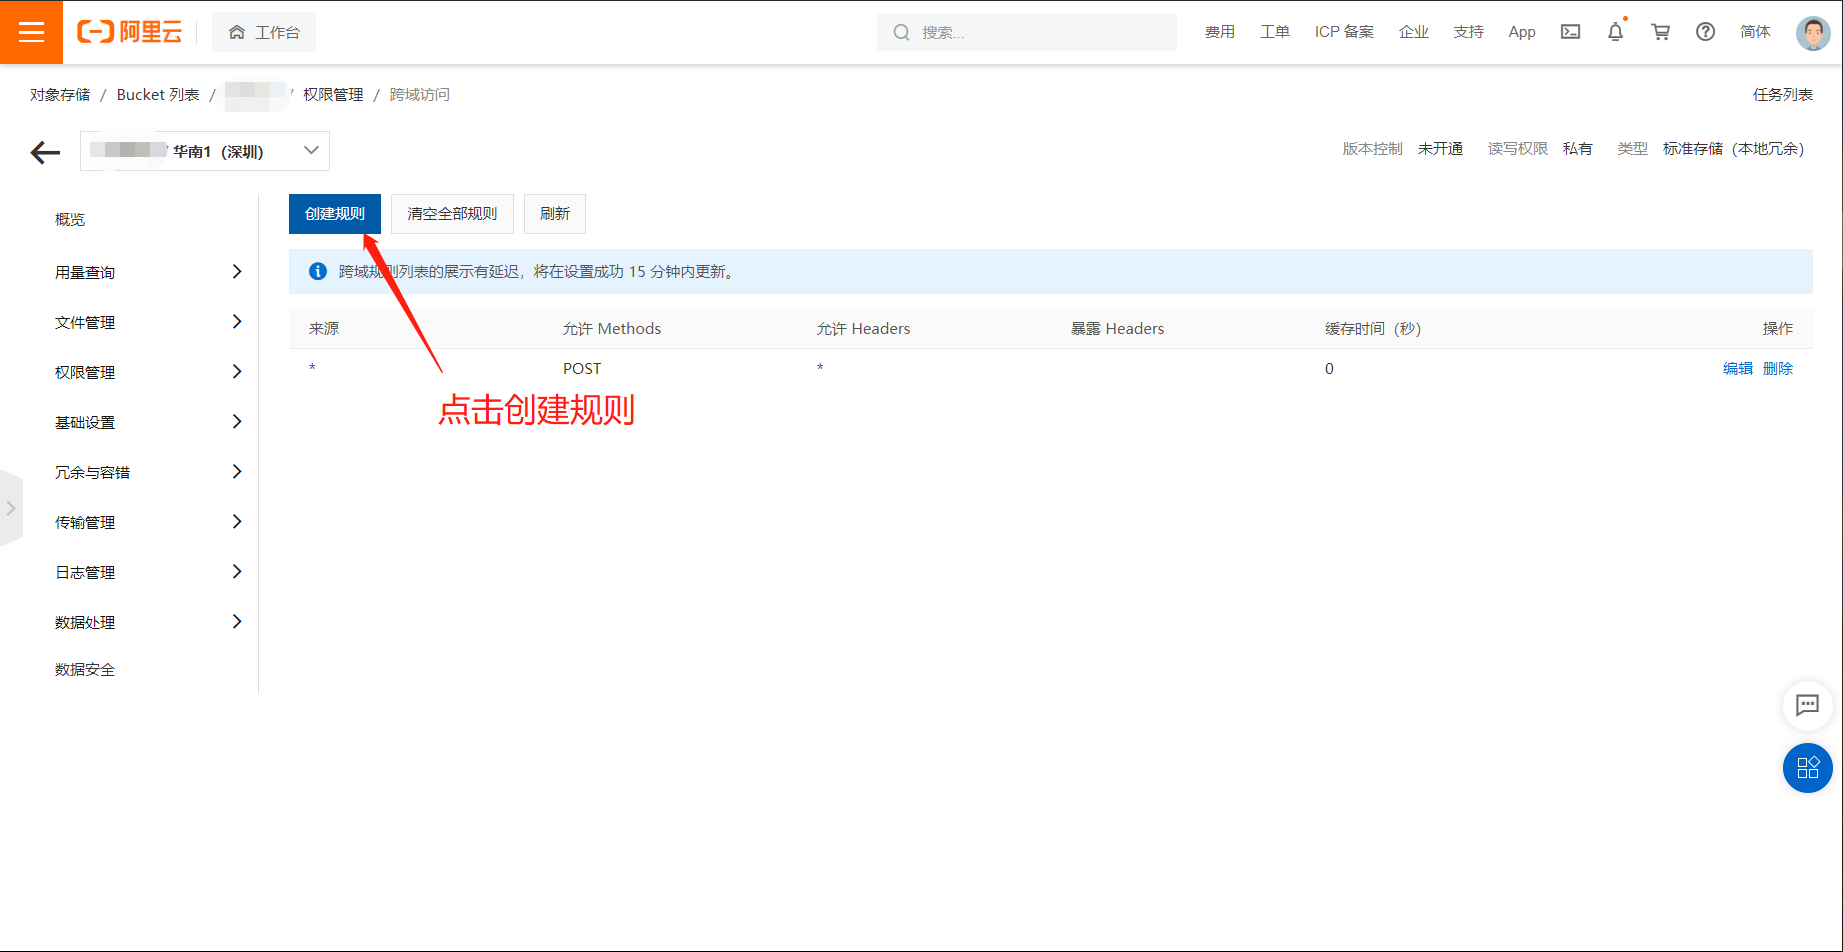 阿里云
工作台
搜索...
费用 工单 ICP 备案 企业 支持 App 简体
对象存储 / Bucket 列表 / / 权限管理 / 跨域访问
任务列表
/ 华南1（深圳）
版本控制 未开通 读写权限 私有 类型 标准存储（本地冗余）
概览
用量查询
文件管理
权限管理
基础设置
冗余与容错
传输管理
日志管理
数据处理
数据安全
创建规则 清空全部规则 刷新
跨域规则列表的展示有延迟，将在设置成功 15 分钟内更新。
来源 允许 Methods 允许 Headers 暴露 Headers 缓存时间（秒） 操作
* POST * 0 编辑 删除
点击创建规则